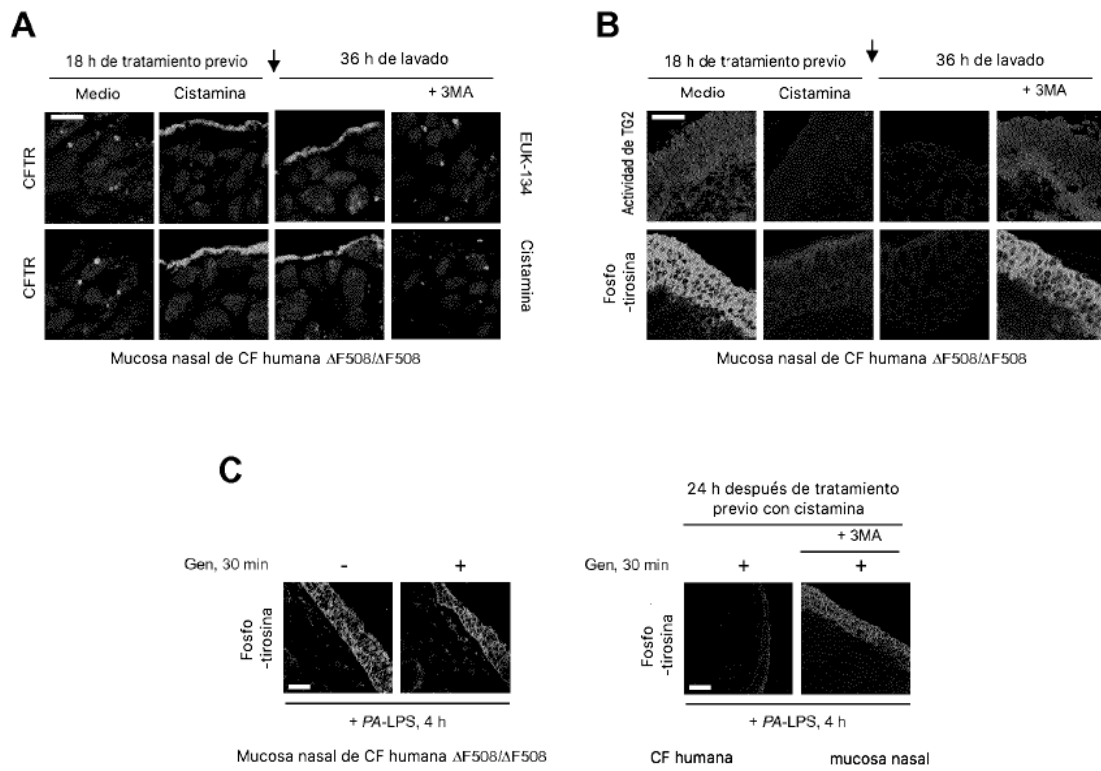 A
18 h de tratamiento previo
36 h de lavado
Medio
Cistamina
+ 3MA
CFTR
EUK-134
CFTR
Cistamina
Mucosa nasal de CF humana ΔF508/ΔF508
B
18 h de tratamiento previo
36 h de lavado
Medio
Cistamina
+ 3MA
Actividad de TG2
Fosfo
-tirosina
Mucosa nasal de CF humana ΔF508/ΔF508
C
Gen, 30 min
-
+
Fosfo
-tirosina
+ PA-LPS, 4 h
Mucosa nasal de CF humana ΔF508/ΔF508
24 h después de tratamiento
previo con cistamina
+ 3MA
Gen, 30 min
+
+
Fosfo
-tirosina
+ PA-LPS, 4 h
CF humana
mucosa nasal